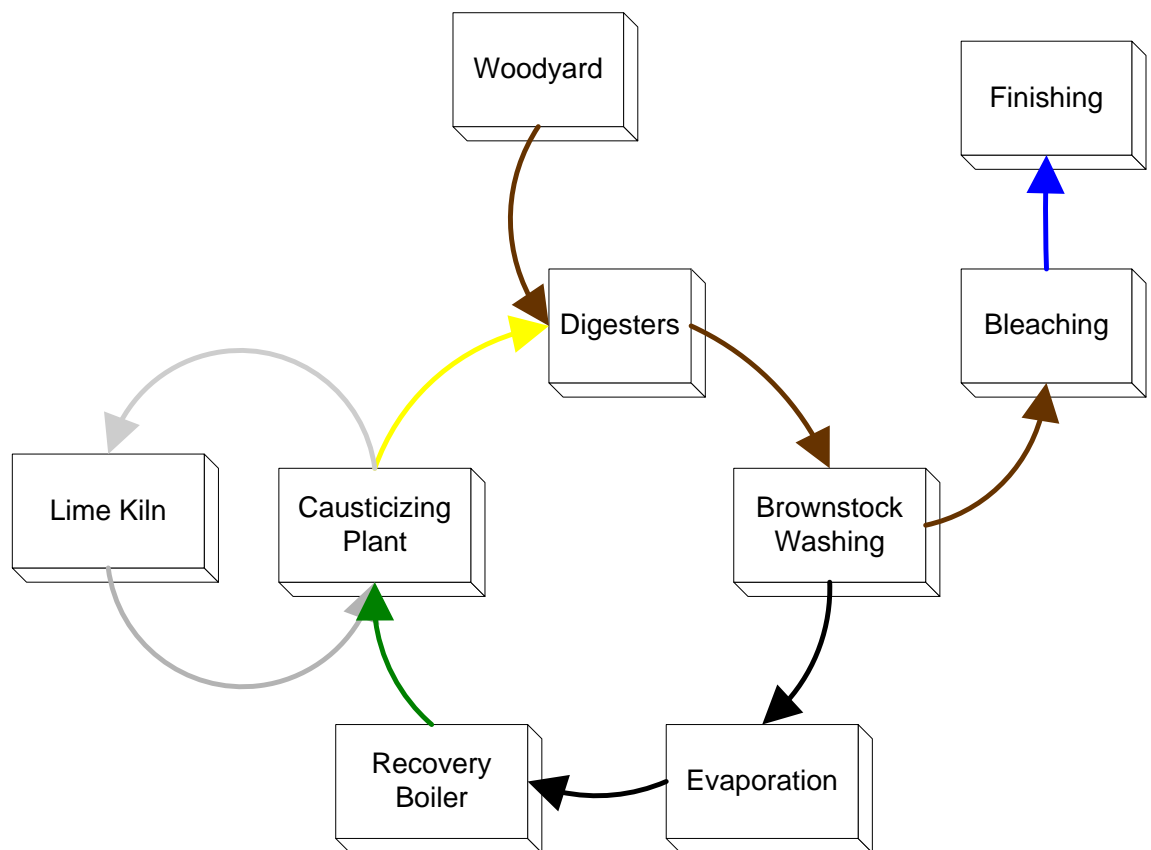 Woodyard
Finishing
Digesters
Bleaching
Lime Kiln
Causticizing
Plant
Brownstock
Washing
Recovery
Boiler
Evaporation